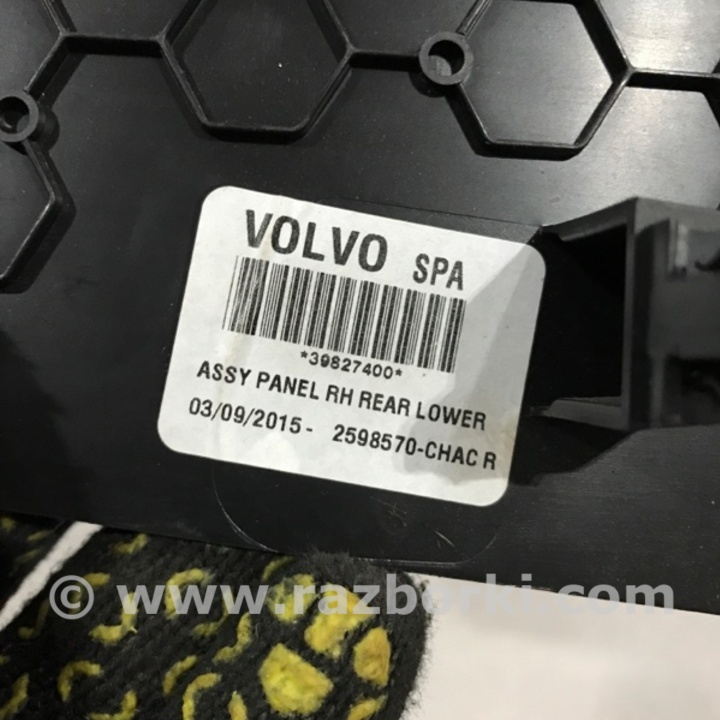 VOLVO SPA
*39827400*
ASSY PANEL RH REAR LOWER
03/09/2015- 2598570-CHAC R
© www.razborki.com